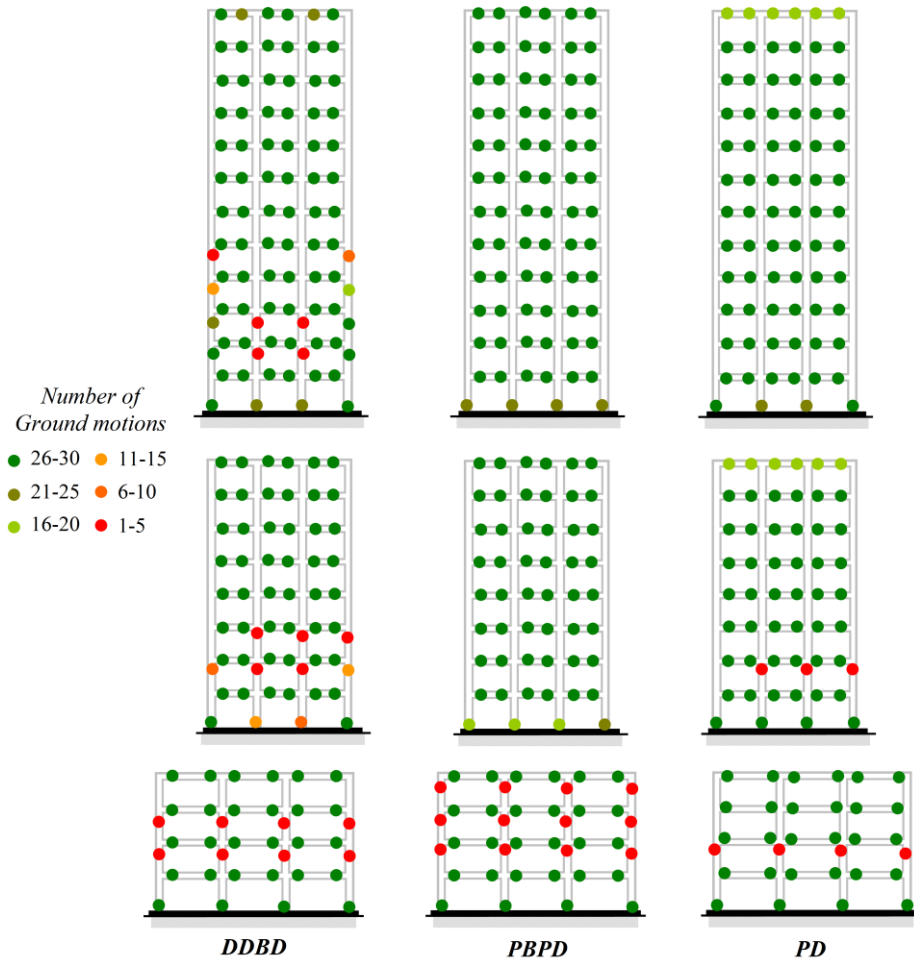 Number of
Ground motions
26-30 11-15
21-25 6-10
16-20 1-5
DDBD PBPD PD